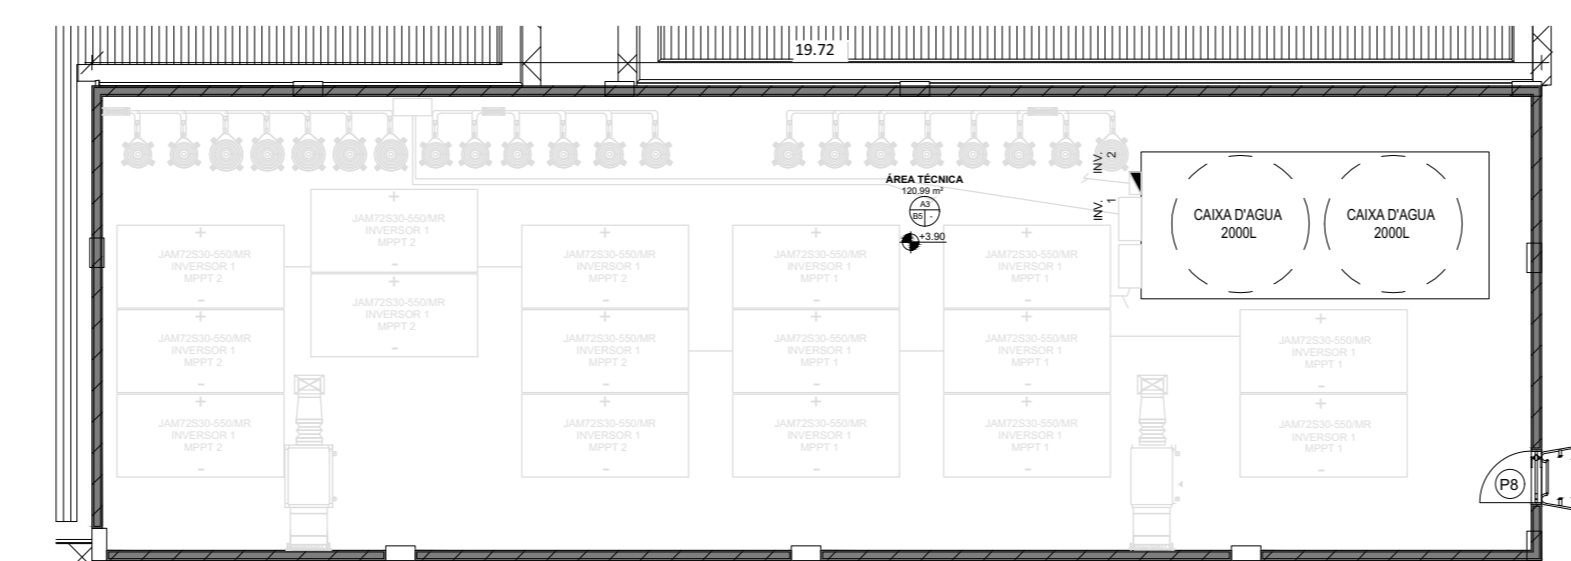 19.72
INV. 2
INV. 1
ÁREA TÉCNICA
120.99 m²
A3
B5 -
+3.90
CAIXA D'AGUA
2000L
CAIXA D'AGUA
2000L
+
JAM72S30-550/MR
INVERSOR 1
MPPT 2
-
+
JAM72S30-550/MR
INVERSOR 1
MPPT 2
-
+
JAM72S30-550/MR
INVERSOR 1
MPPT 2
-
+
JAM72S30-550/MR
INVERSOR 1
MPPT 2
-
+
JAM72S30-550/MR
INVERSOR 1
MPPT 2
-
+
JAM72S30-550/MR
INVERSOR 1
MPPT 2
-
+
JAM72S30-550/MR
INVERSOR 1
MPPT 2
-
+
JAM72S30-550/MR
INVERSOR 1
MPPT 2
-
+
JAM72S30-550/MR
INVERSOR 1
MPPT 1
-
+
JAM72S30-550/MR
INVERSOR 1
MPPT 1
-
+
JAM72S30-550/MR
INVERSOR 1
MPPT 1
-
+
JAM72S30-550/MR
INVERSOR 1
MPPT 1
-
+
JAM72S30-550/MR
INVERSOR 1
MPPT 1
-
+
JAM72S30-550/MR
INVERSOR 1
MPPT 1
-
+
JAM72S30-550/MR
INVERSOR 1
MPPT 1
-
+
JAM72S30-550/MR
INVERSOR 1
MPPT 1
-
P8